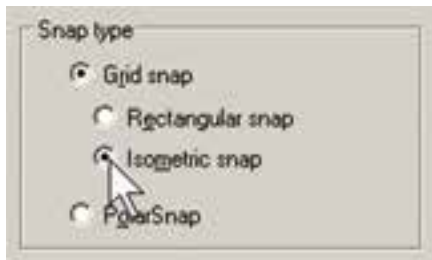 Snap type
Grid snap
Rectangular snap
Isometric snap
PolarSnap